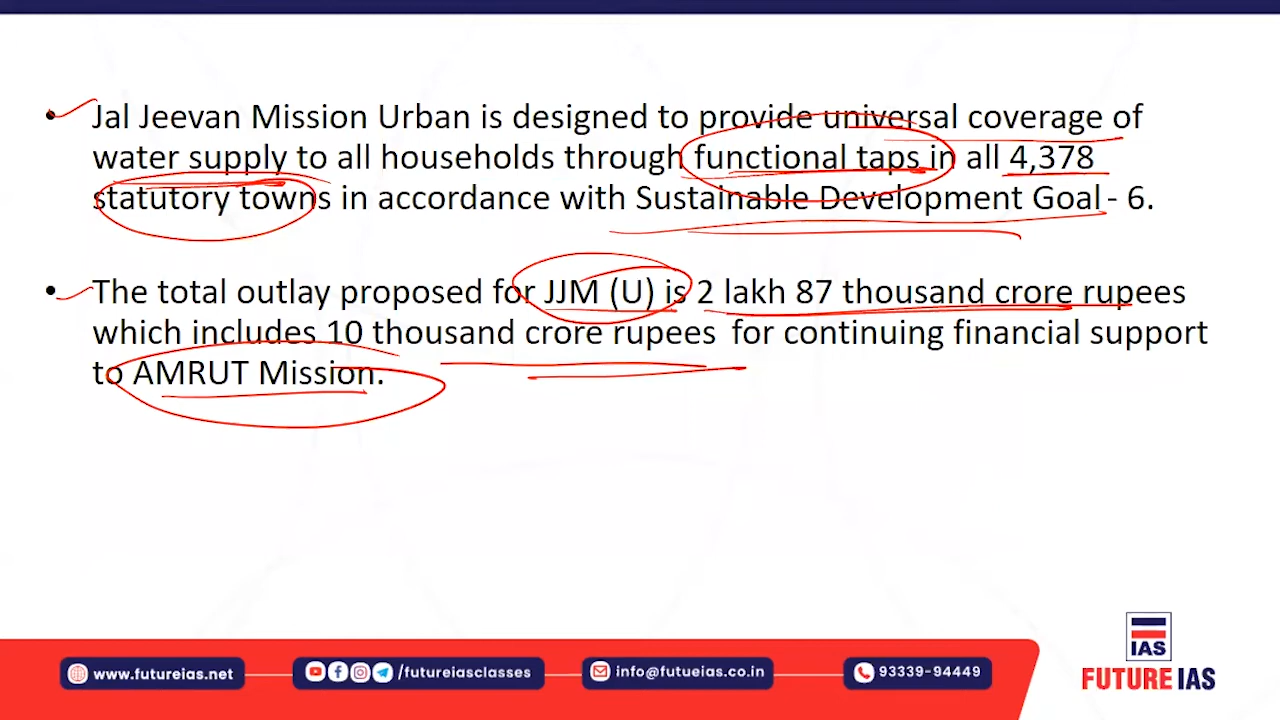 • Jal Jeevan Mission Urban is designed to provide universal coverage of
water supply to all households through functional taps in all 4,378
statutory towns in accordance with Sustainable Development Goal - 6.
• The total outlay proposed for JJM (U) is 2 lakh 87 thousand crore rupees
which includes 10 thousand crore rupees for continuing financial support
to AMRUT Mission.
IAS
www.futureias.net
/futureiasclasses
info@futueias.co.in
93339-94449
FUTURE IAS